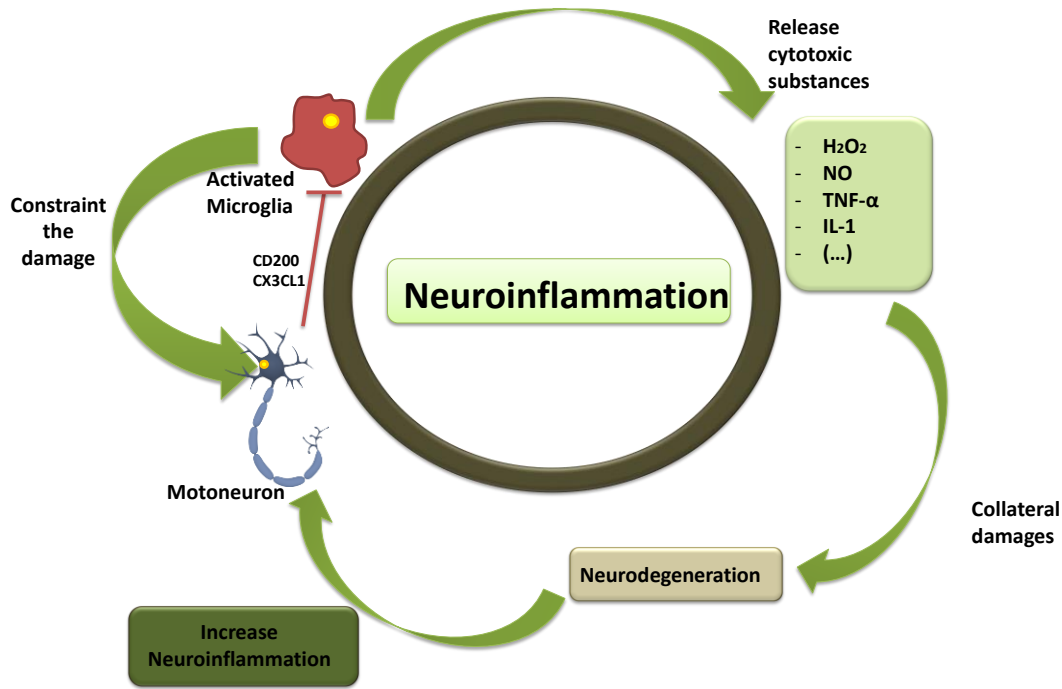 Release
cytotoxic
substances
- H₂O₂
- NO
- TNF-α
- IL-1
- (...)
Activated
Microglia
Constraint
the
damage
CD200
CX3CL1
Neuroinflammation
Motoneuron
Collateral
damages
Neurodegeneration
Increase
Neuroinflammation